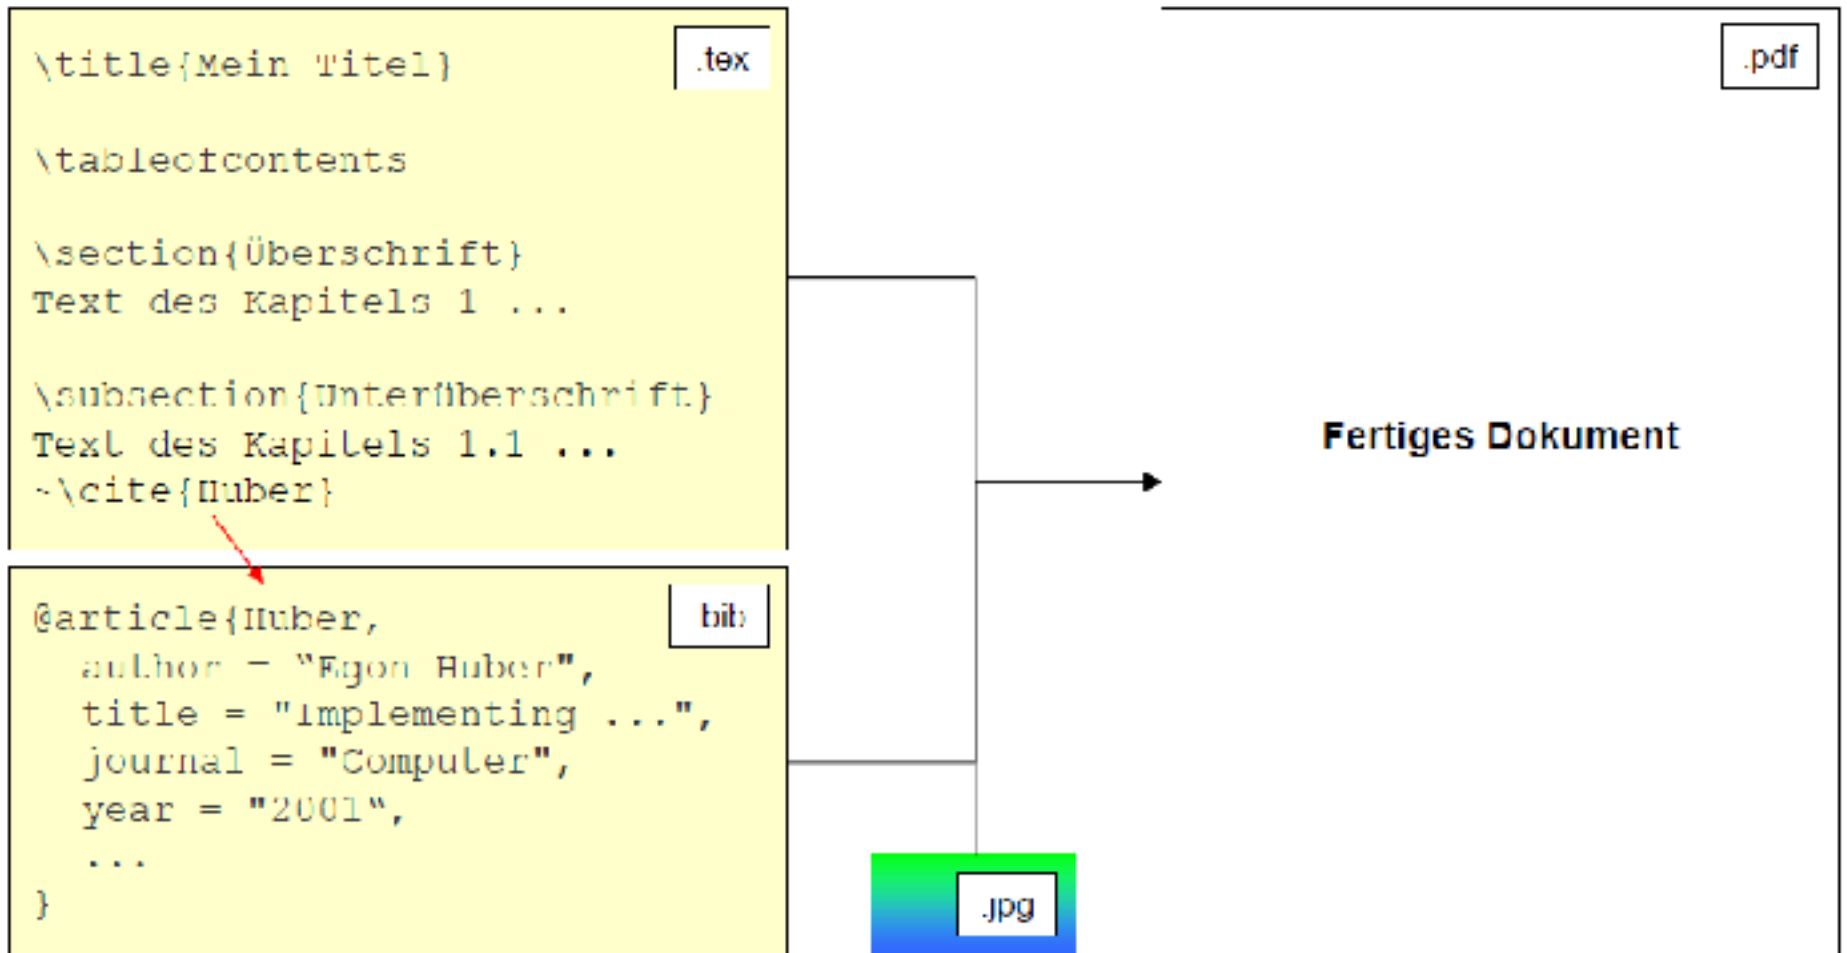 \title{Mein Titel}
.tex
\tableofcontents
\section{Überschrift}
Text des Kapitels 1 ...
\subsection{Unterüberschrift}
Text des Kapitels 1.1 ...
~\cite{Huber}
@article{Huber,
bib
author = “Egon Huber",
title = "Implementing ...",
journal = "Computer",
year = "2001“,
...
}
.jpg
.pdf
Fertiges Dokument